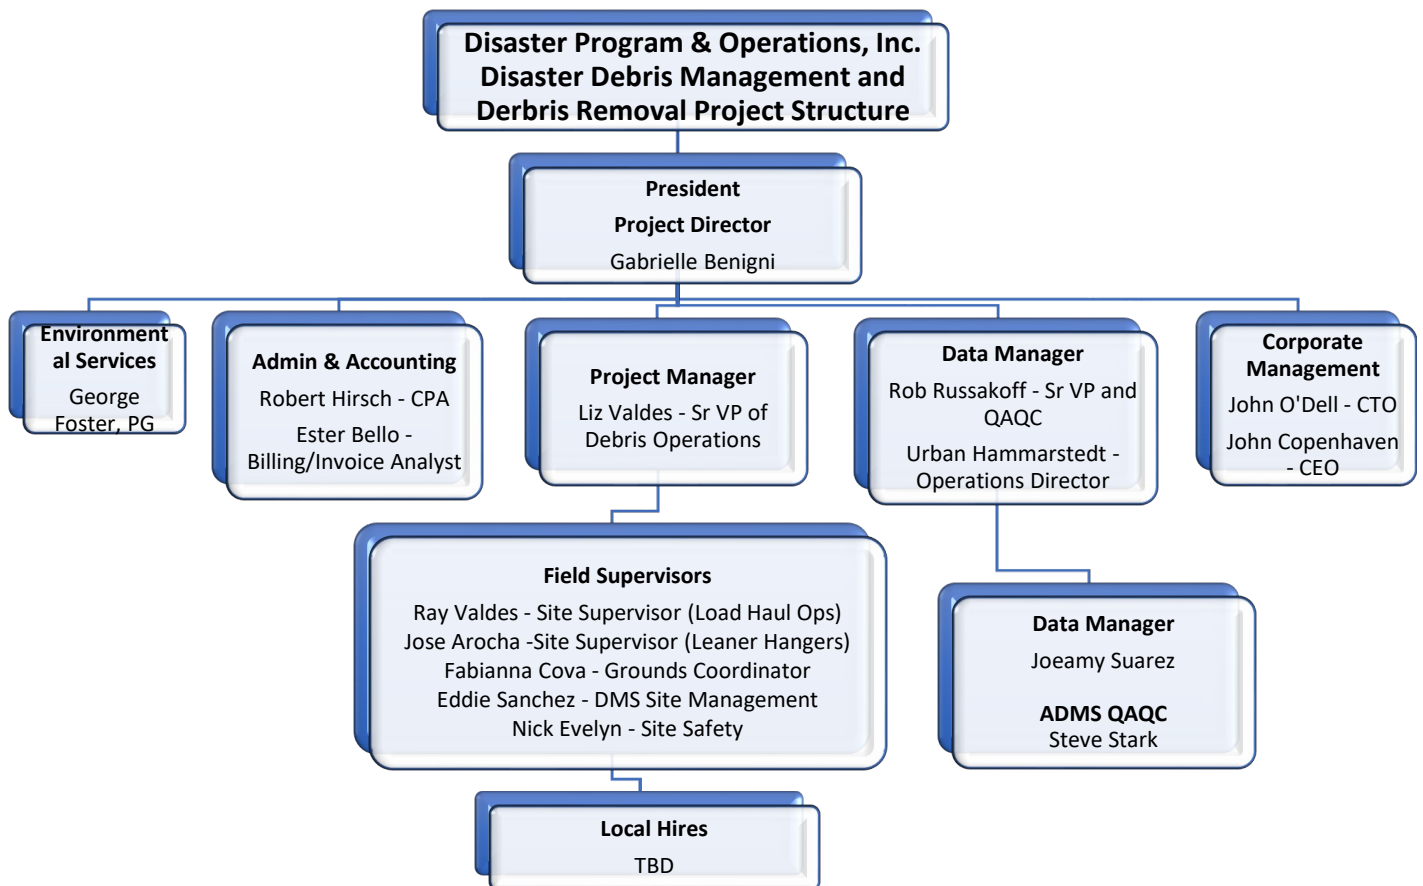 Disaster Program & Operations, Inc.
Disaster Debris Management and
Derbris Removal Project Structure
President
Project Director
Gabrielle Benigni
Environment
al Services
George
Foster, PG
Admin & Accounting
Robert Hirsch - CPA
Ester Bello -
Billing/Invoice Analyst
Project Manager
Liz Valdes - Sr VP of
Debris Operations
Data Manager
Rob Russakoff - Sr VP and
QAQC
Urban Hammarstedt -
Operations Director
Corporate
Management
John O'Dell - CTO
John Copenhaven
- CEO
Field Supervisors
Ray Valdes - Site Supervisor (Load Haul Ops)
Jose Arocha -Site Supervisor (Leaner Hangers)
Fabianna Cova - Grounds Coordinator
Eddie Sanchez - DMS Site Management
Nick Evelyn - Site Safety
Data Manager
Joeamy Suarez
ADMS QAQC
Steve Stark
Local Hires
TBD